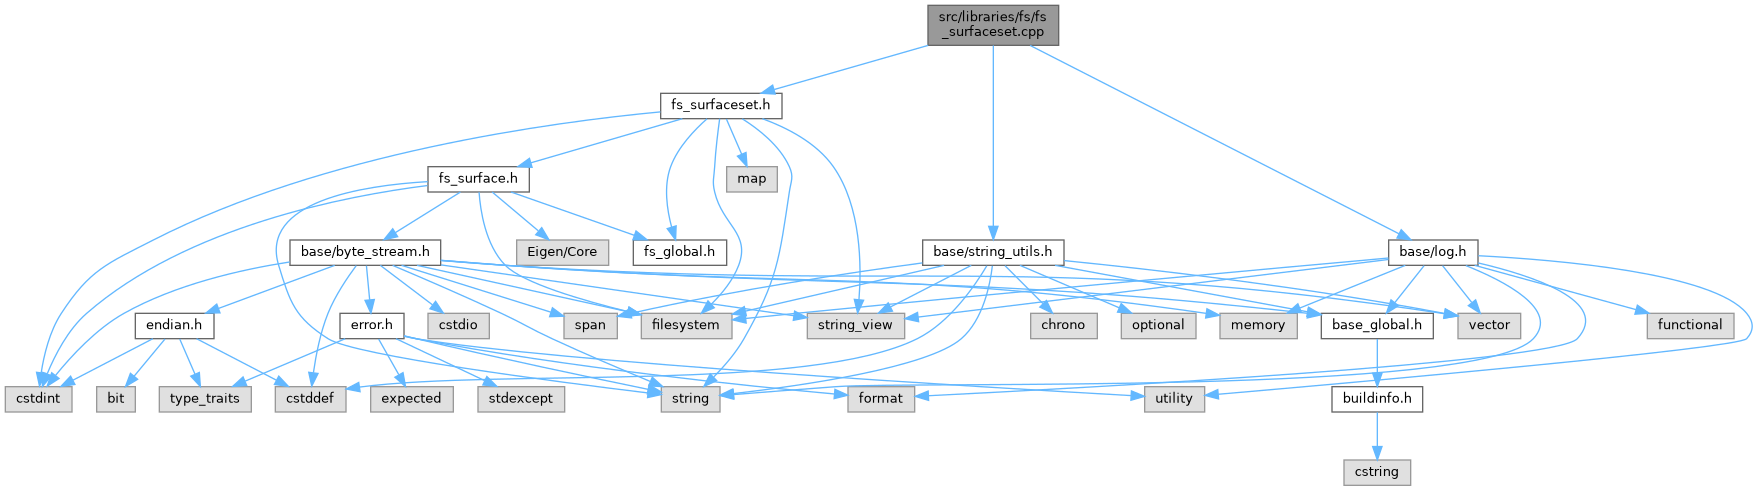 src/libraries/fs/fs
_surfaceset.cpp
fs_surfaceset.h
fs_surface.h
map
base/byte_stream.h
Eigen/Core
fs_global.h
base/string_utils.h
base/log.h
endian.h
error.h
cstdio
span
filesystem
string_view
chrono
optional
memory
base_global.h
vector
functional
cstdint
bit
type_traits
cstddef
expected
stdexcept
string
format
utility
buildinfo.h
cstring